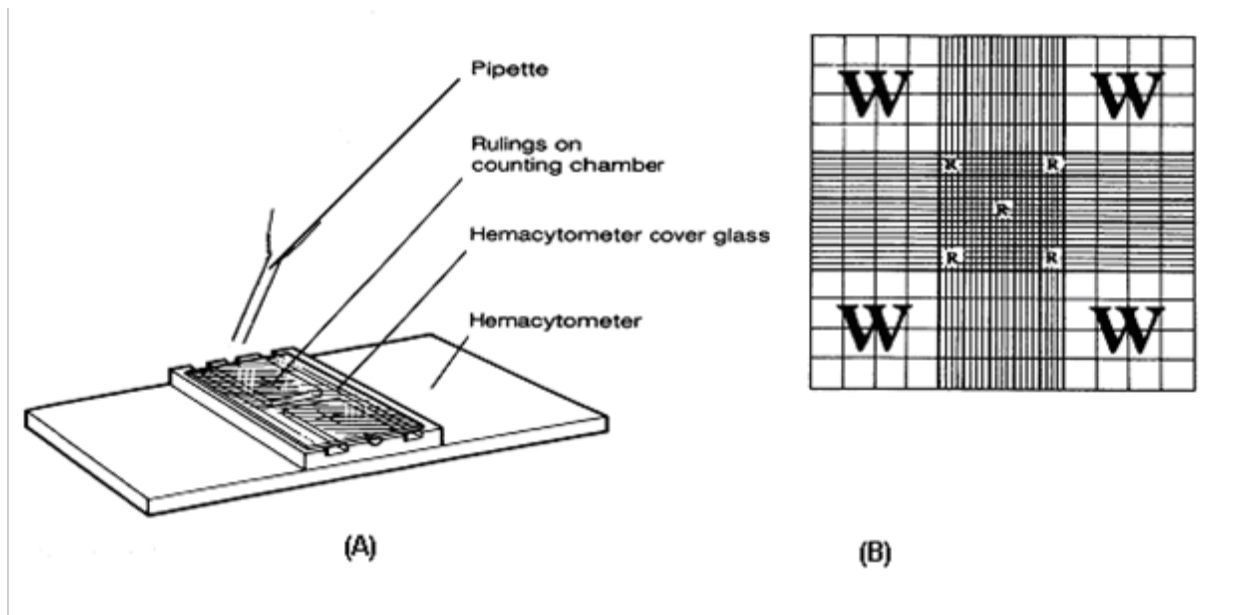 Pipette
Rulings on
counting chamber
Hemacytometer cover glass
Hemacytometer
(A)
W W
R R
R
R R
W W
(B)